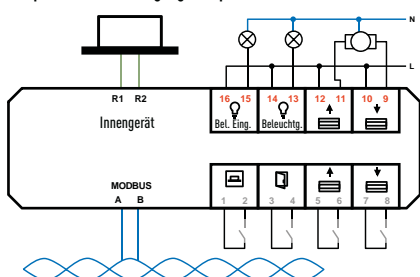 N
L
R1 R2
16 15 14 13 12 11 10 9
Innengerät
Bel. Eing. Beleuchtg.
MODBUS
A B
1 2 3 4 5 6 7 8